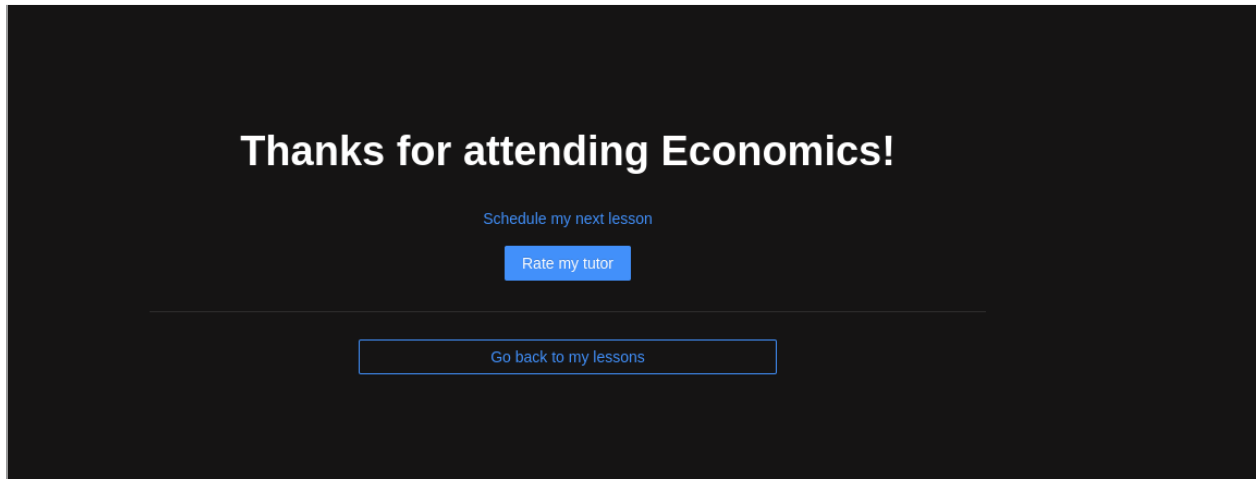 Thanks for attending Economics!
Schedule my next lesson
Rate my tutor
Go back to my lessons